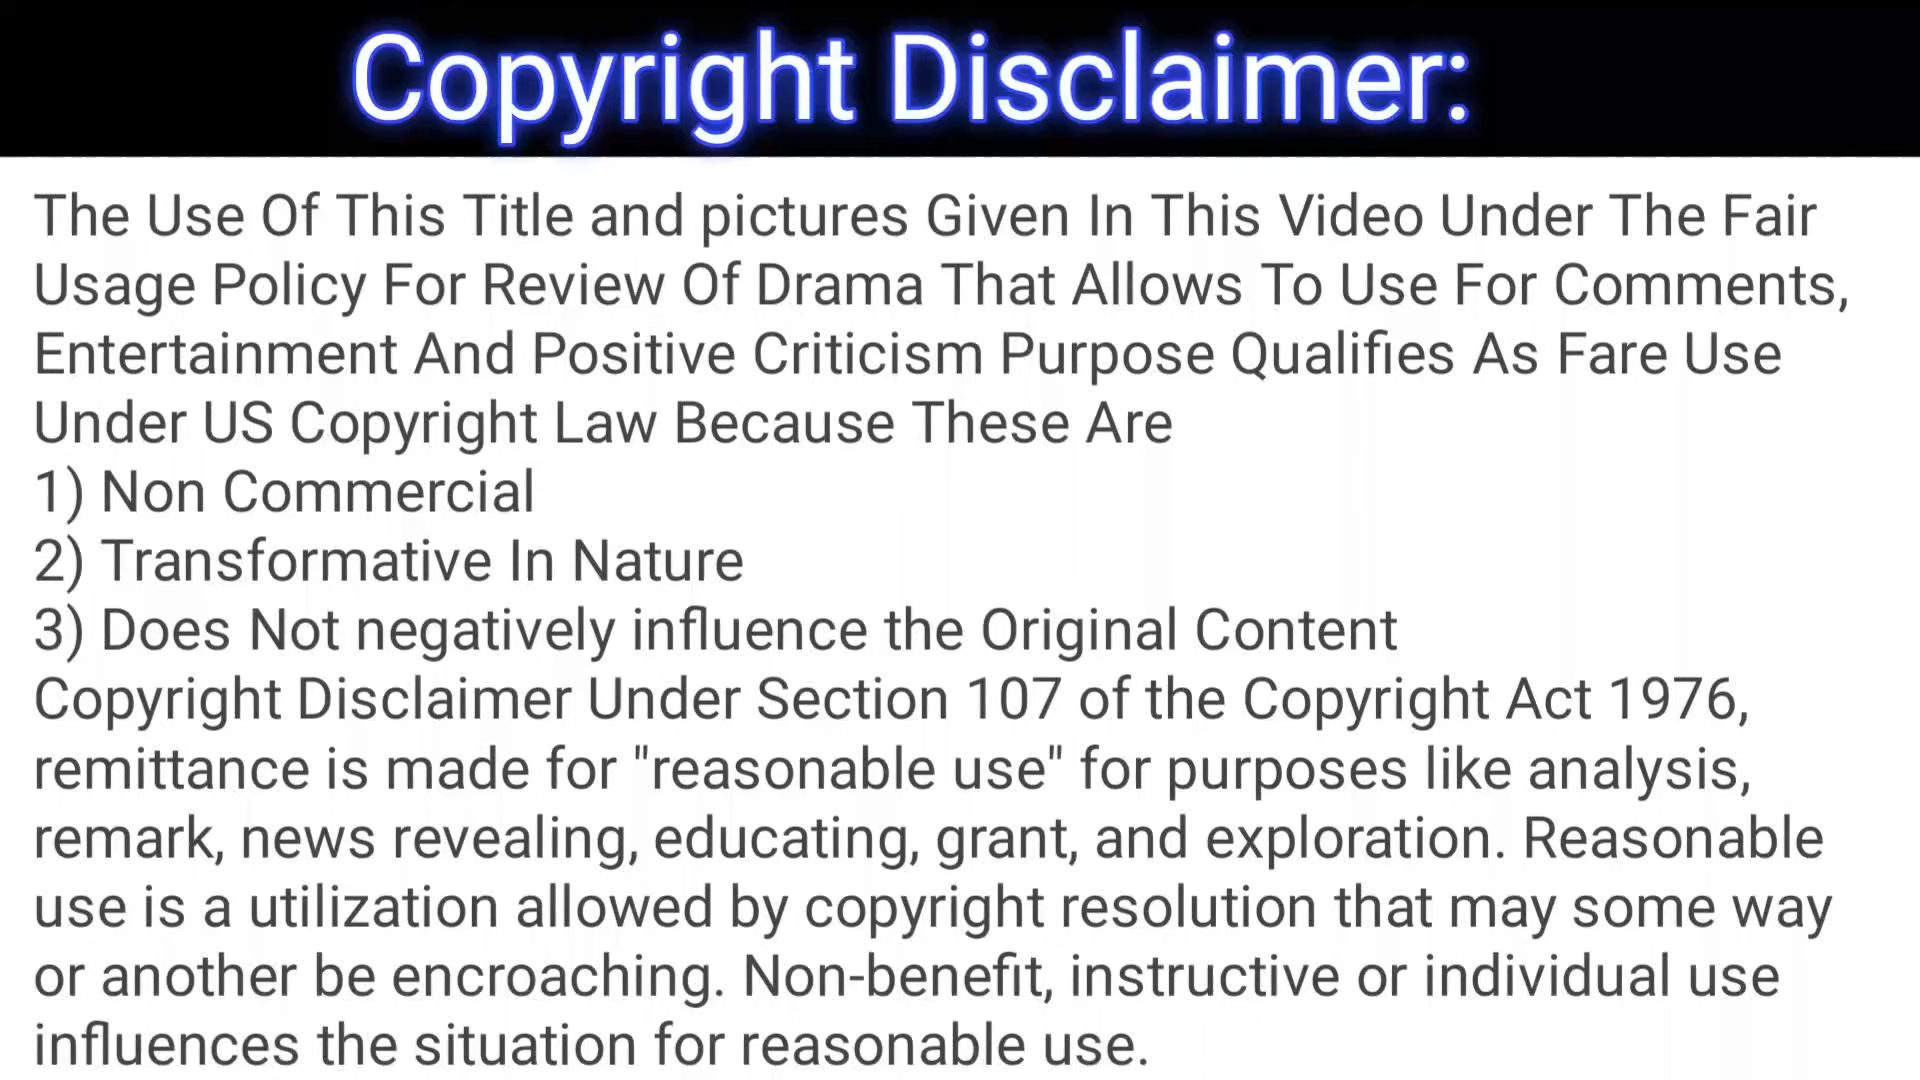 Copyright Disclaimer:
The Use Of This Title and pictures Given In This Video Under The Fair
Usage Policy For Review Of Drama That Allows To Use For Comments,
Entertainment And Positive Criticism Purpose Qualifies As Fare Use
Under US Copyright Law Because These Are
1) Non Commercial
2) Transformative In Nature
3) Does Not negatively influence the Original Content
Copyright Disclaimer Under Section 107 of the Copyright Act 1976,
remittance is made for "reasonable use" for purposes like analysis,
remark, news revealing, educating, grant, and exploration. Reasonable
use is a utilization allowed by copyright resolution that may some way
or another be encroaching. Non-benefit, instructive or individual use
influences the situation for reasonable use.